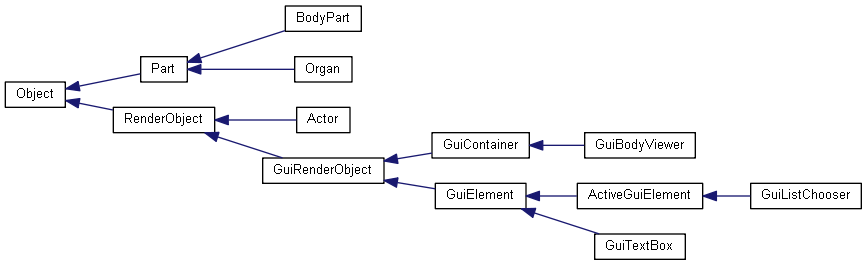 BodyPart
Part
Organ
Object
RenderObject
Actor
GuiContainer
GuiBodyViewer
GuiRenderObject
GuiElement
ActiveGuiElement
GuiListChooser
GuiTextBox